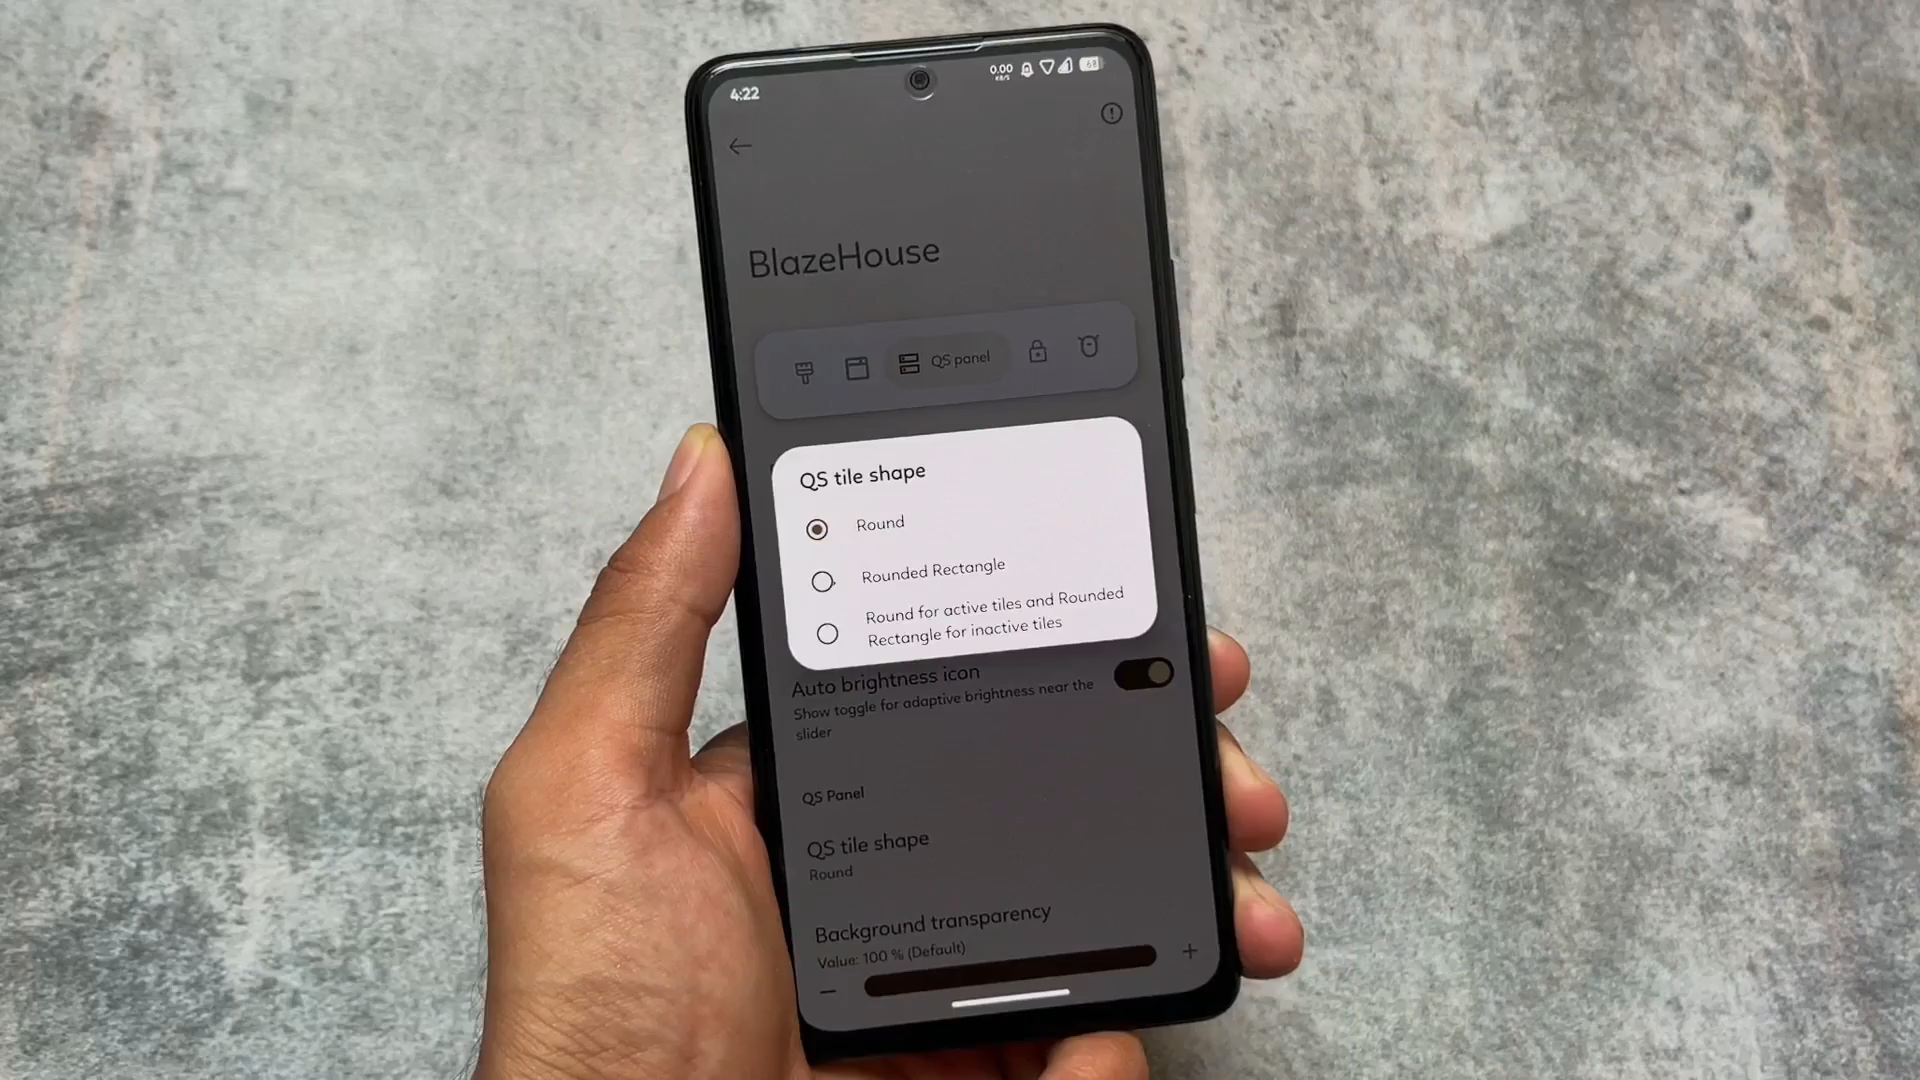 4:22
0.00
KB/S
68
BlazeHouse
QS panel
QS tile shape
Round
Rounded Rectangle
Round for active tiles and Rounded
Rectangle for inactive tiles
Auto brightness icon
Show toggle for adaptive brightness near the
slider
QS Panel
QS tile shape
Round
Background transparency
Value: 100 % (Default)